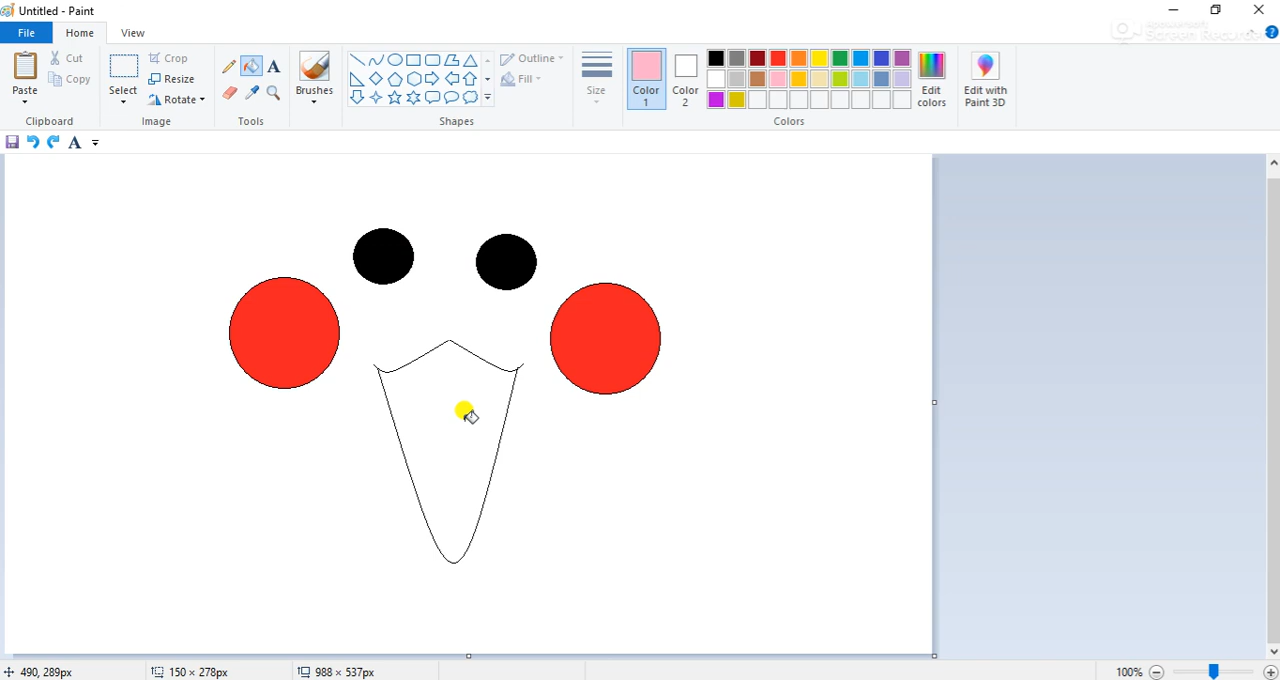 Untitled - Paint
File
Home
View
Paste
Cut
Copy
Clipboard
Select
Crop
Resize
Rotate
Image
A
Tools
Brushes
Outline
Fill
Shapes
Size
Color 1
Color 2
Edit colors
Colors
Edit with Paint 3D
Screen Recorder
?
A
490, 289px
150 × 278px
988 × 537px
100%